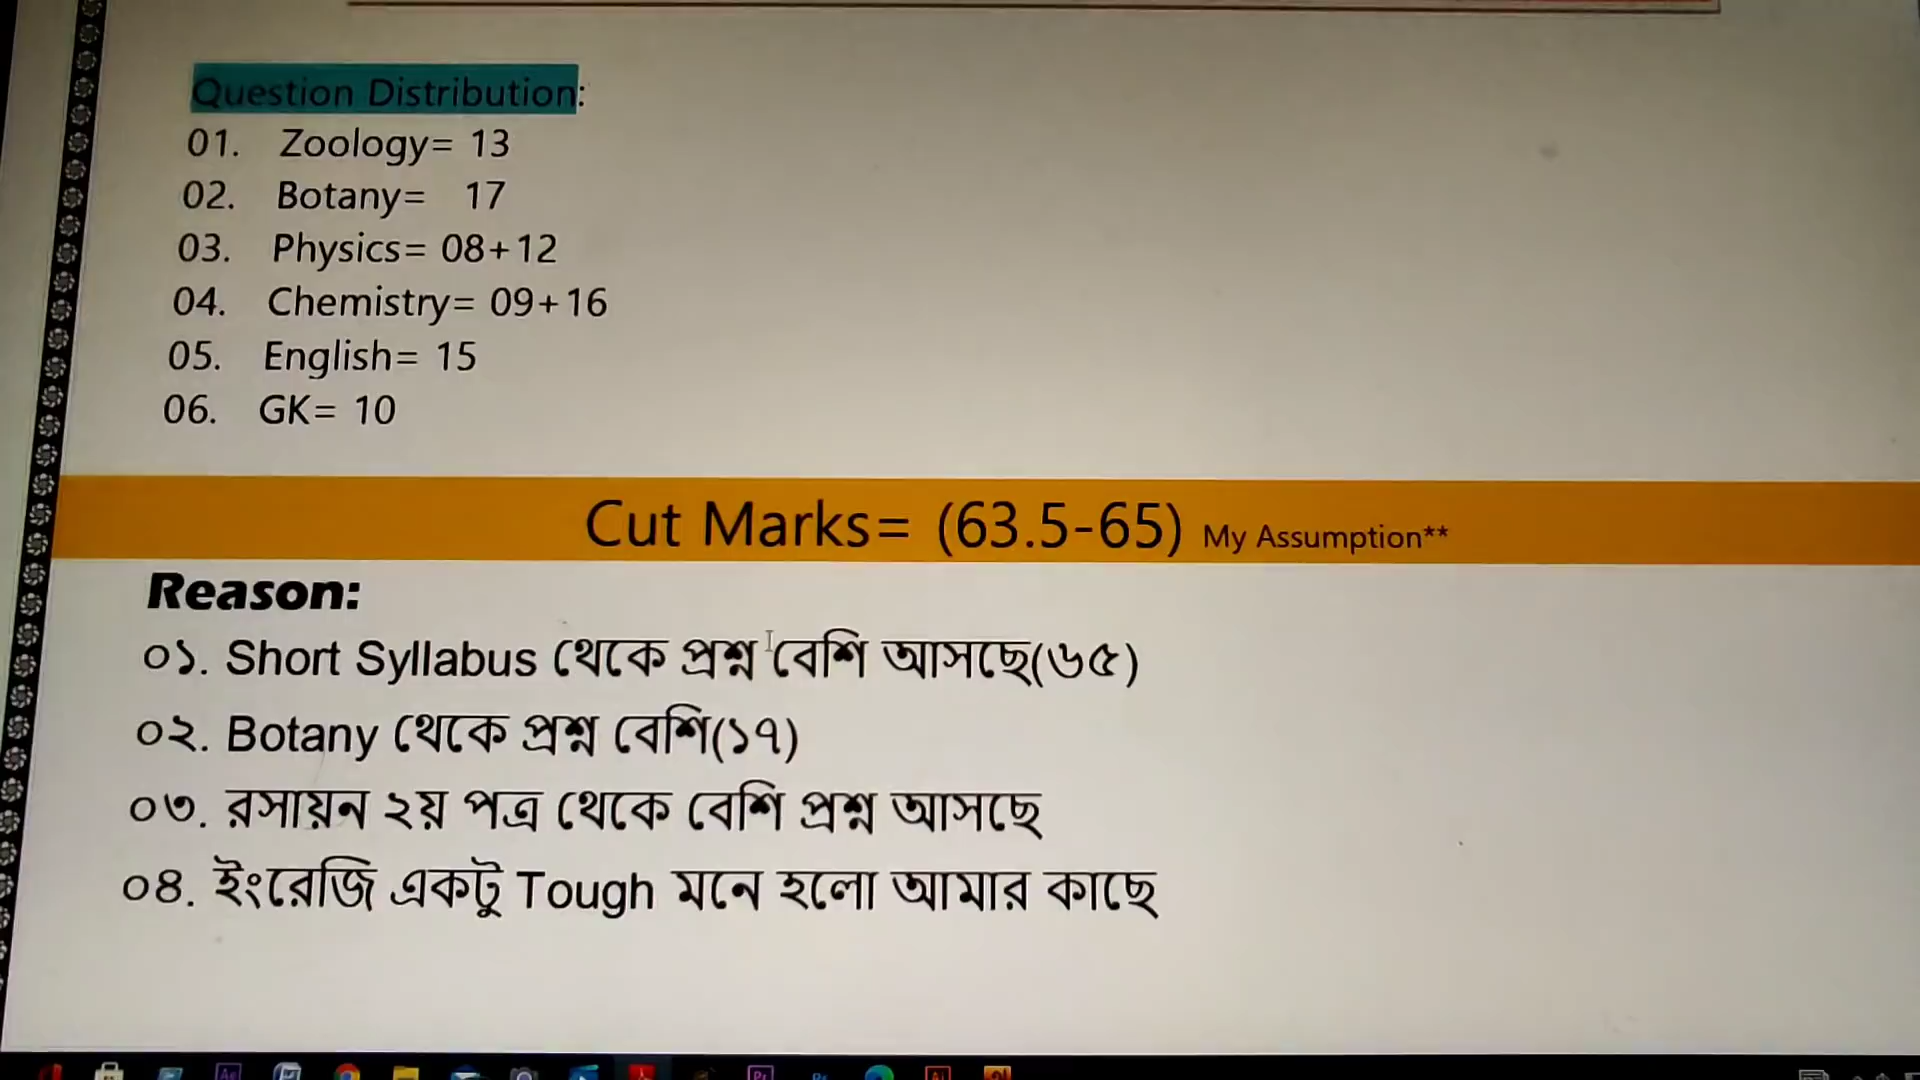 Question Distribution:
01. Zoology= 13
02. Botany= 17
03. Physics= 08+12
04. Chemistry= 09+16
05. English= 15
06. GK= 10
Cut Marks= (63.5-65) My Assumption**
Reason:
০১. Short Syllabus থেকে প্রশ্ন বেশি আসছে(৬৫)
০২. Botany থেকে প্রশ্ন বেশি(১৭)
০৩. রসায়ন ২য় পত্র থেকে বেশি প্রশ্ন আসছে
০৪. ইংরেজি একটু Tough মনে হলো আমার কাছে